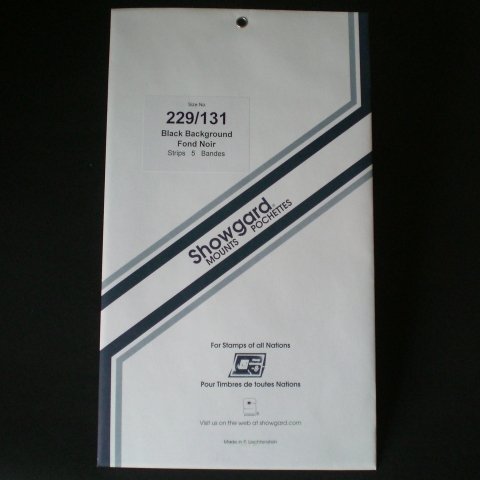 Size No
229/131
Black Background
Fond Noir
Strips 5 Bandes
Showgard®
MOUNTS POCHETTES
For Stamps of all Nations
Pour Timbres de toutes Nations
Visit us on the web at showgard.com
Made in F. Liechtenstein